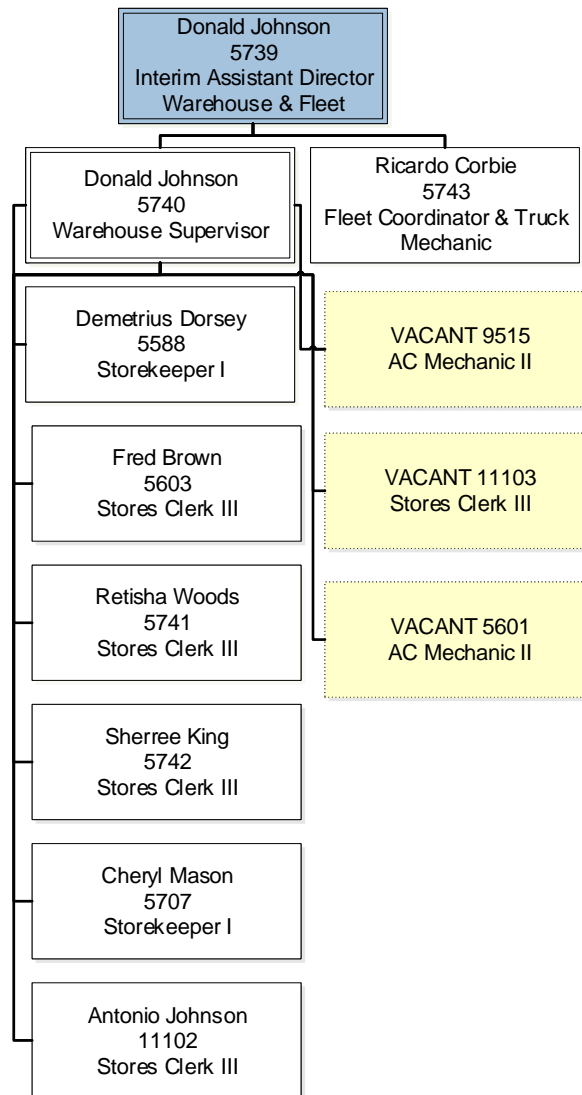 Donald Johnson
5739
Interim Assistant Director
Warehouse & Fleet
Donald Johnson
5740
Warehouse Supervisor
Ricardo Corbie
5743
Fleet Coordinator & Truck
Mechanic
Demetrius Dorsey
5588
Storekeeper I
VACANT 9515
AC Mechanic II
Fred Brown
5603
Stores Clerk III
VACANT 11103
Stores Clerk III
Retisha Woods
5741
Stores Clerk III
VACANT 5601
AC Mechanic II
Sherree King
5742
Stores Clerk III
Cheryl Mason
5707
Storekeeper I
Antonio Johnson
11102
Stores Clerk III